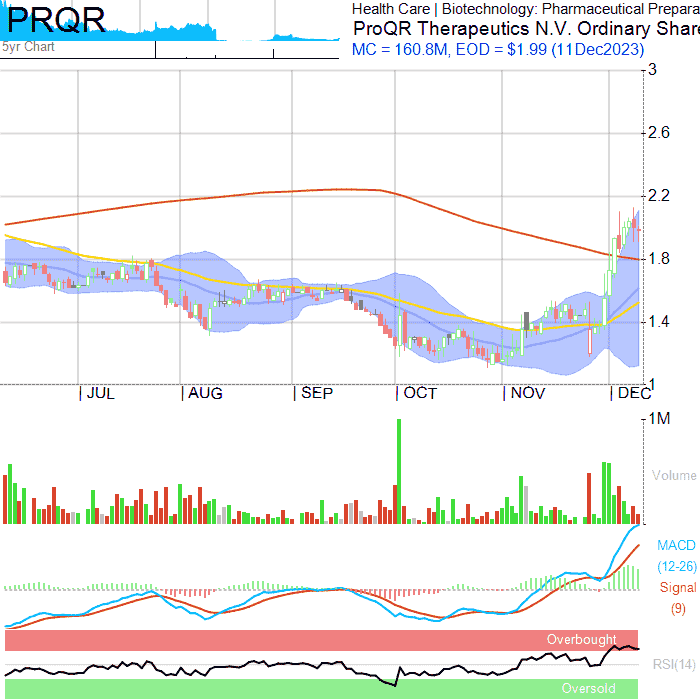 PRQR
5yr Chart
Health Care | Biotechnology: Pharmaceutical Prepara
ProQR Therapeutics N.V. Ordinary Share
MC = 160.8M, EOD = $1.99 (11Dec2023)
3
2.6
2.2
1.8
1.4
1
JUL AUG SEP OCT NOV DEC
1M
Volume
MACD
(12-26)
Signal
(9)
Overbought
RSI(14)
Oversold